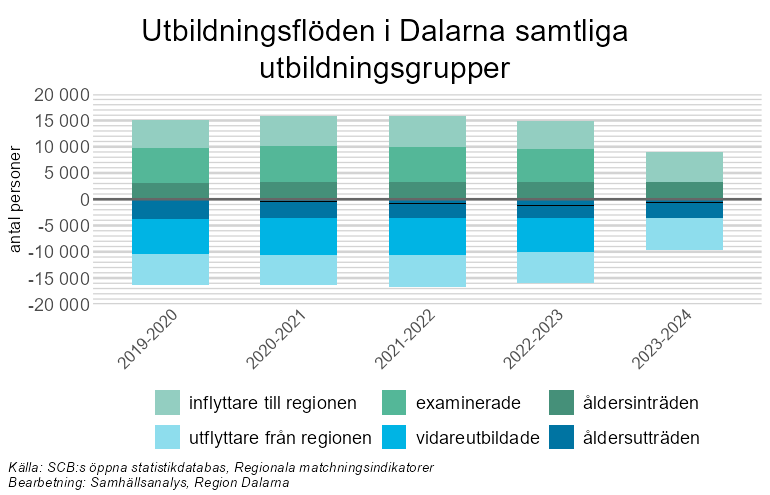 Utbildningsflöden i Dalarna samtliga
utbildningsgrupper
antal personer
20 000
15 000
10 000
5 000
0
-5 000
-10 000
-15 000
-20 000
2019-2020
2020-2021
2021-2022
2022-2023
2023-2024
inflyttare till regionen
examinerade
åldersinträden
utflyttare från regionen
vidareutbildade
åldersutträden
Källa: SCB:s öppna statistikdatabas, Regionala matchningsindikatorer
Bearbetning: Samhällsanalys, Region Dalarna